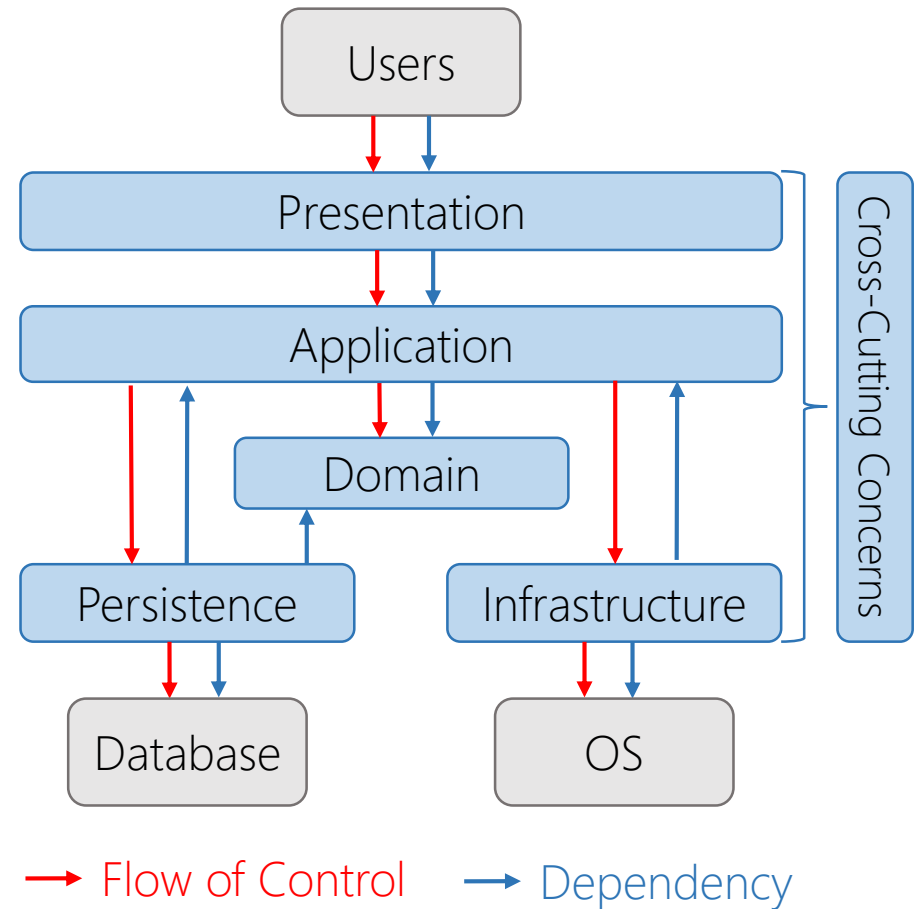 Users
Presentation
Application
Domain
Persistence
Infrastructure
Database
OS
Cross-Cutting Concerns
Flow of Control
Dependency